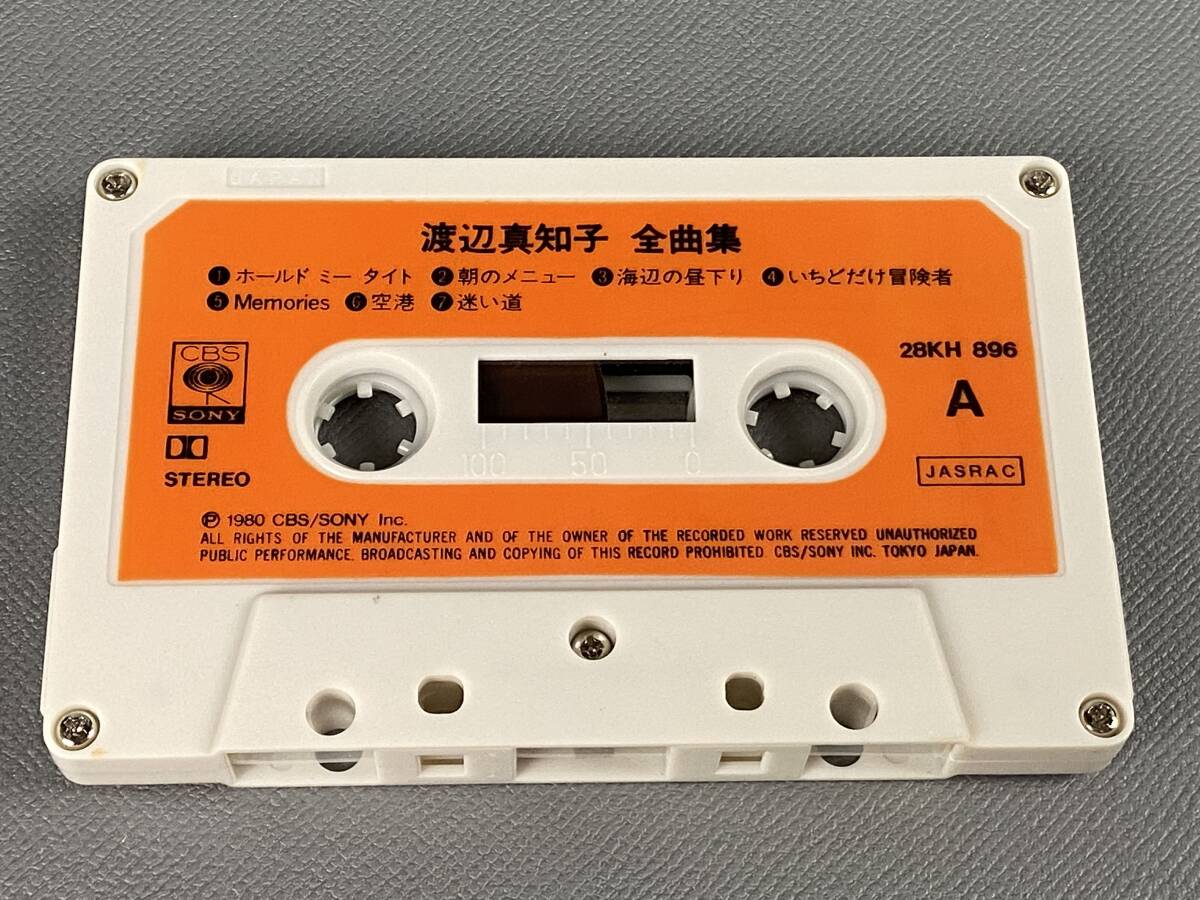 JAPAN
渡辺真知子 全曲集
❶ ホールド ミー タイト ❷ 朝のメニュー ❸ 海辺の昼下り ❹ いちどだけ冒険者
❺ Memories ❻ 空港 ❼ 迷い道
CBS
SONY
STEREO
28KH 896
A
JASRAC
100 50 0
Ⓟ 1980 CBS/SONY Inc.
ALL RIGHTS OF THE MANUFACTURER AND OF THE OWNER OF THE RECORDED WORK RESERVED UNAUTHORIZED
PUBLIC PERFORMANCE. BROADCASTING AND COPYING OF THIS RECORD PROHIBITED. CBS/SONY INC. TOKYO JAPAN.